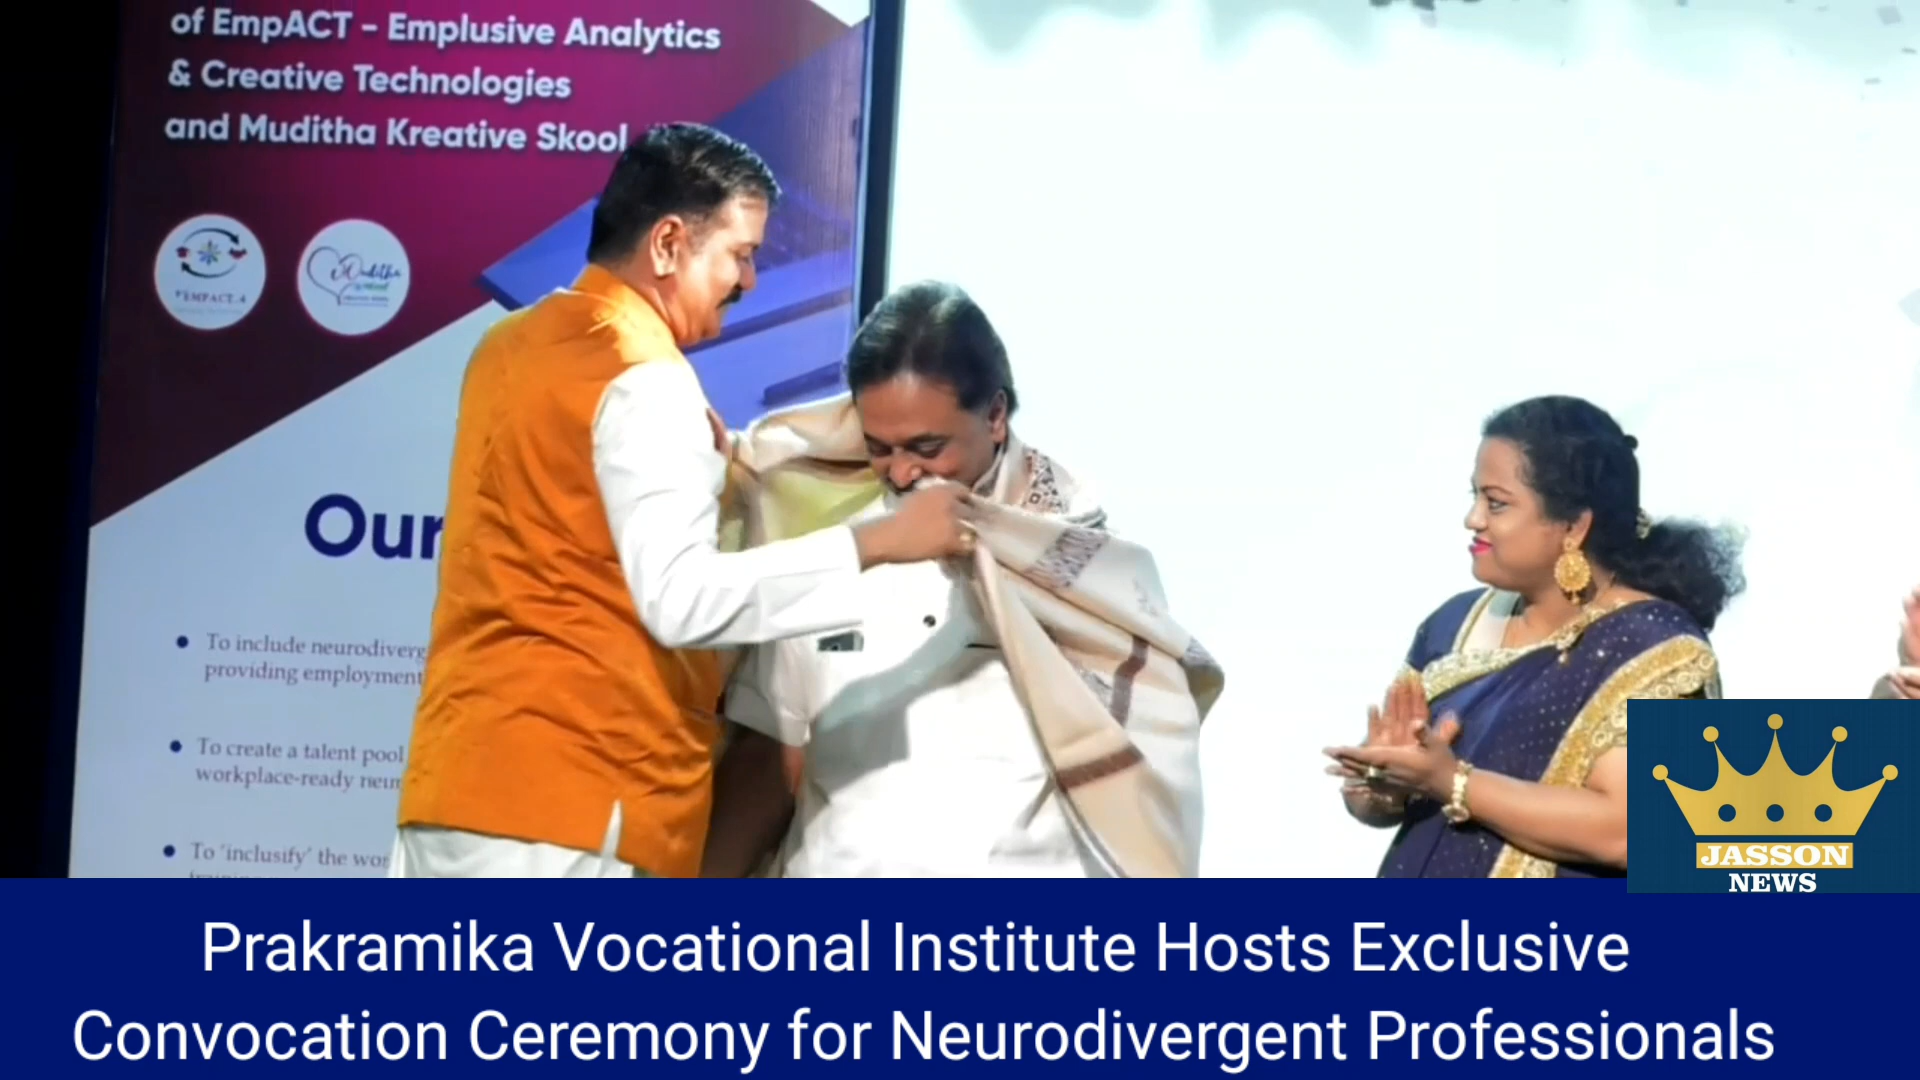 of EmpACT - Emplusive Analytics
& Creative Technologies
and Muditha Kreative Skool
Our
To include neurodiverg
providing employment
To create a talent pool
workplace-ready neur
To 'inclusify' the wor
JASSON
NEWS
Prakramika Vocational Institute Hosts Exclusive
Convocation Ceremony for Neurodivergent Professionals